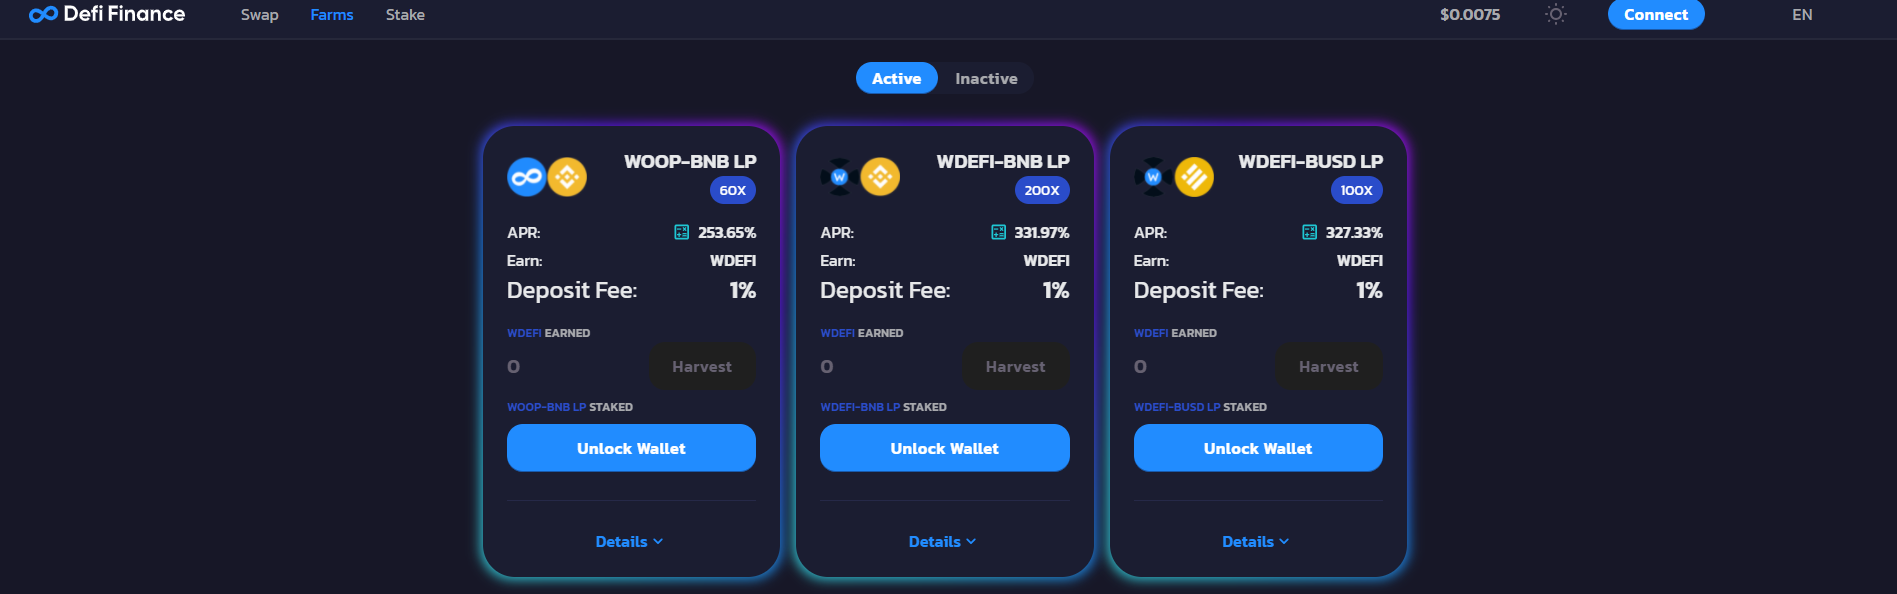 Defi Finance Swap Farms Stake $0.0075 Connect EN
Active Inactive
WOOP-BNB LP
60X
APR: 253.65%
Earn: WDEFI
Deposit Fee: 1%
WDEFI EARNED
0 Harvest
WOOP-BNB LP STAKED
Unlock Wallet
Details
WDEFI-BNB LP
W
200X
APR: 331.97%
Earn: WDEFI
Deposit Fee: 1%
WDEFI EARNED
0 Harvest
WDEFI-BNB LP STAKED
Unlock Wallet
Details
WDEFI-BUSD LP
W
100X
APR: 327.33%
Earn: WDEFI
Deposit Fee: 1%
WDEFI EARNED
0 Harvest
WDEFI-BUSD LP STAKED
Unlock Wallet
Details